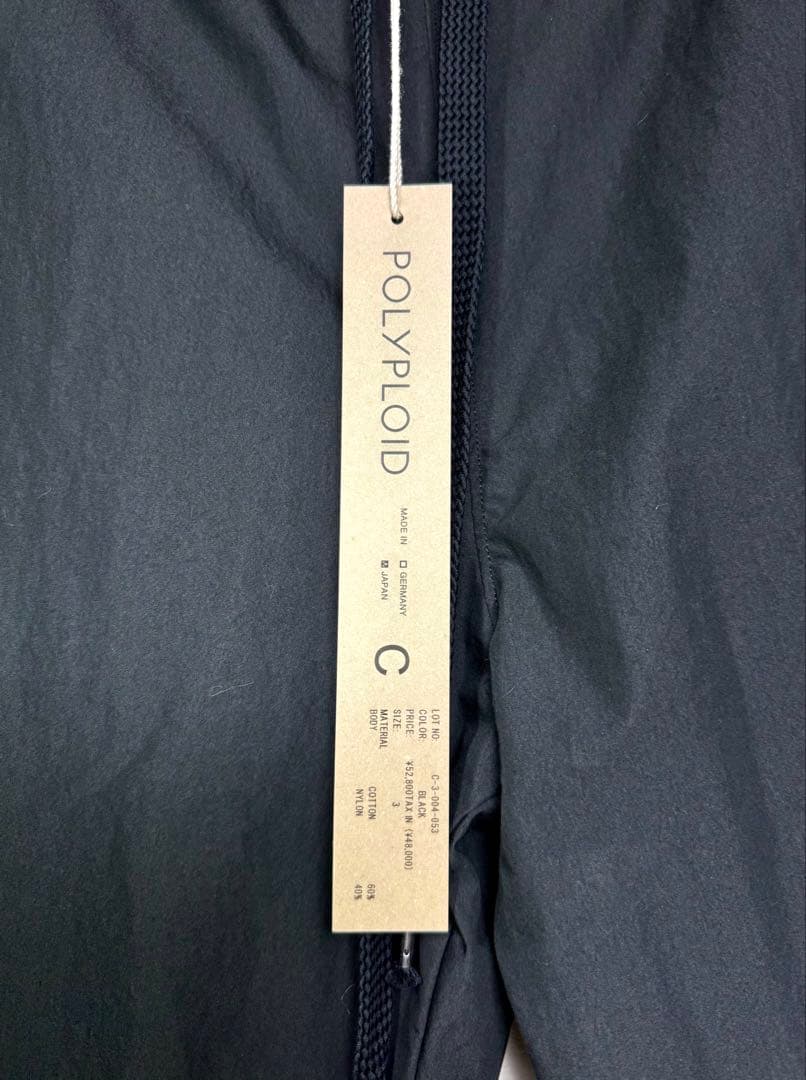 POLYPLOID
MADE IN
GERMANY
JAPAN
C
LOT NO: C-3-004-053
COLOR: BLACK
PRICE: ¥52,800TAX IN (¥48,000)
SIZE: 3
MATERIAL
BODY COTTON 60%
NYLON 40%